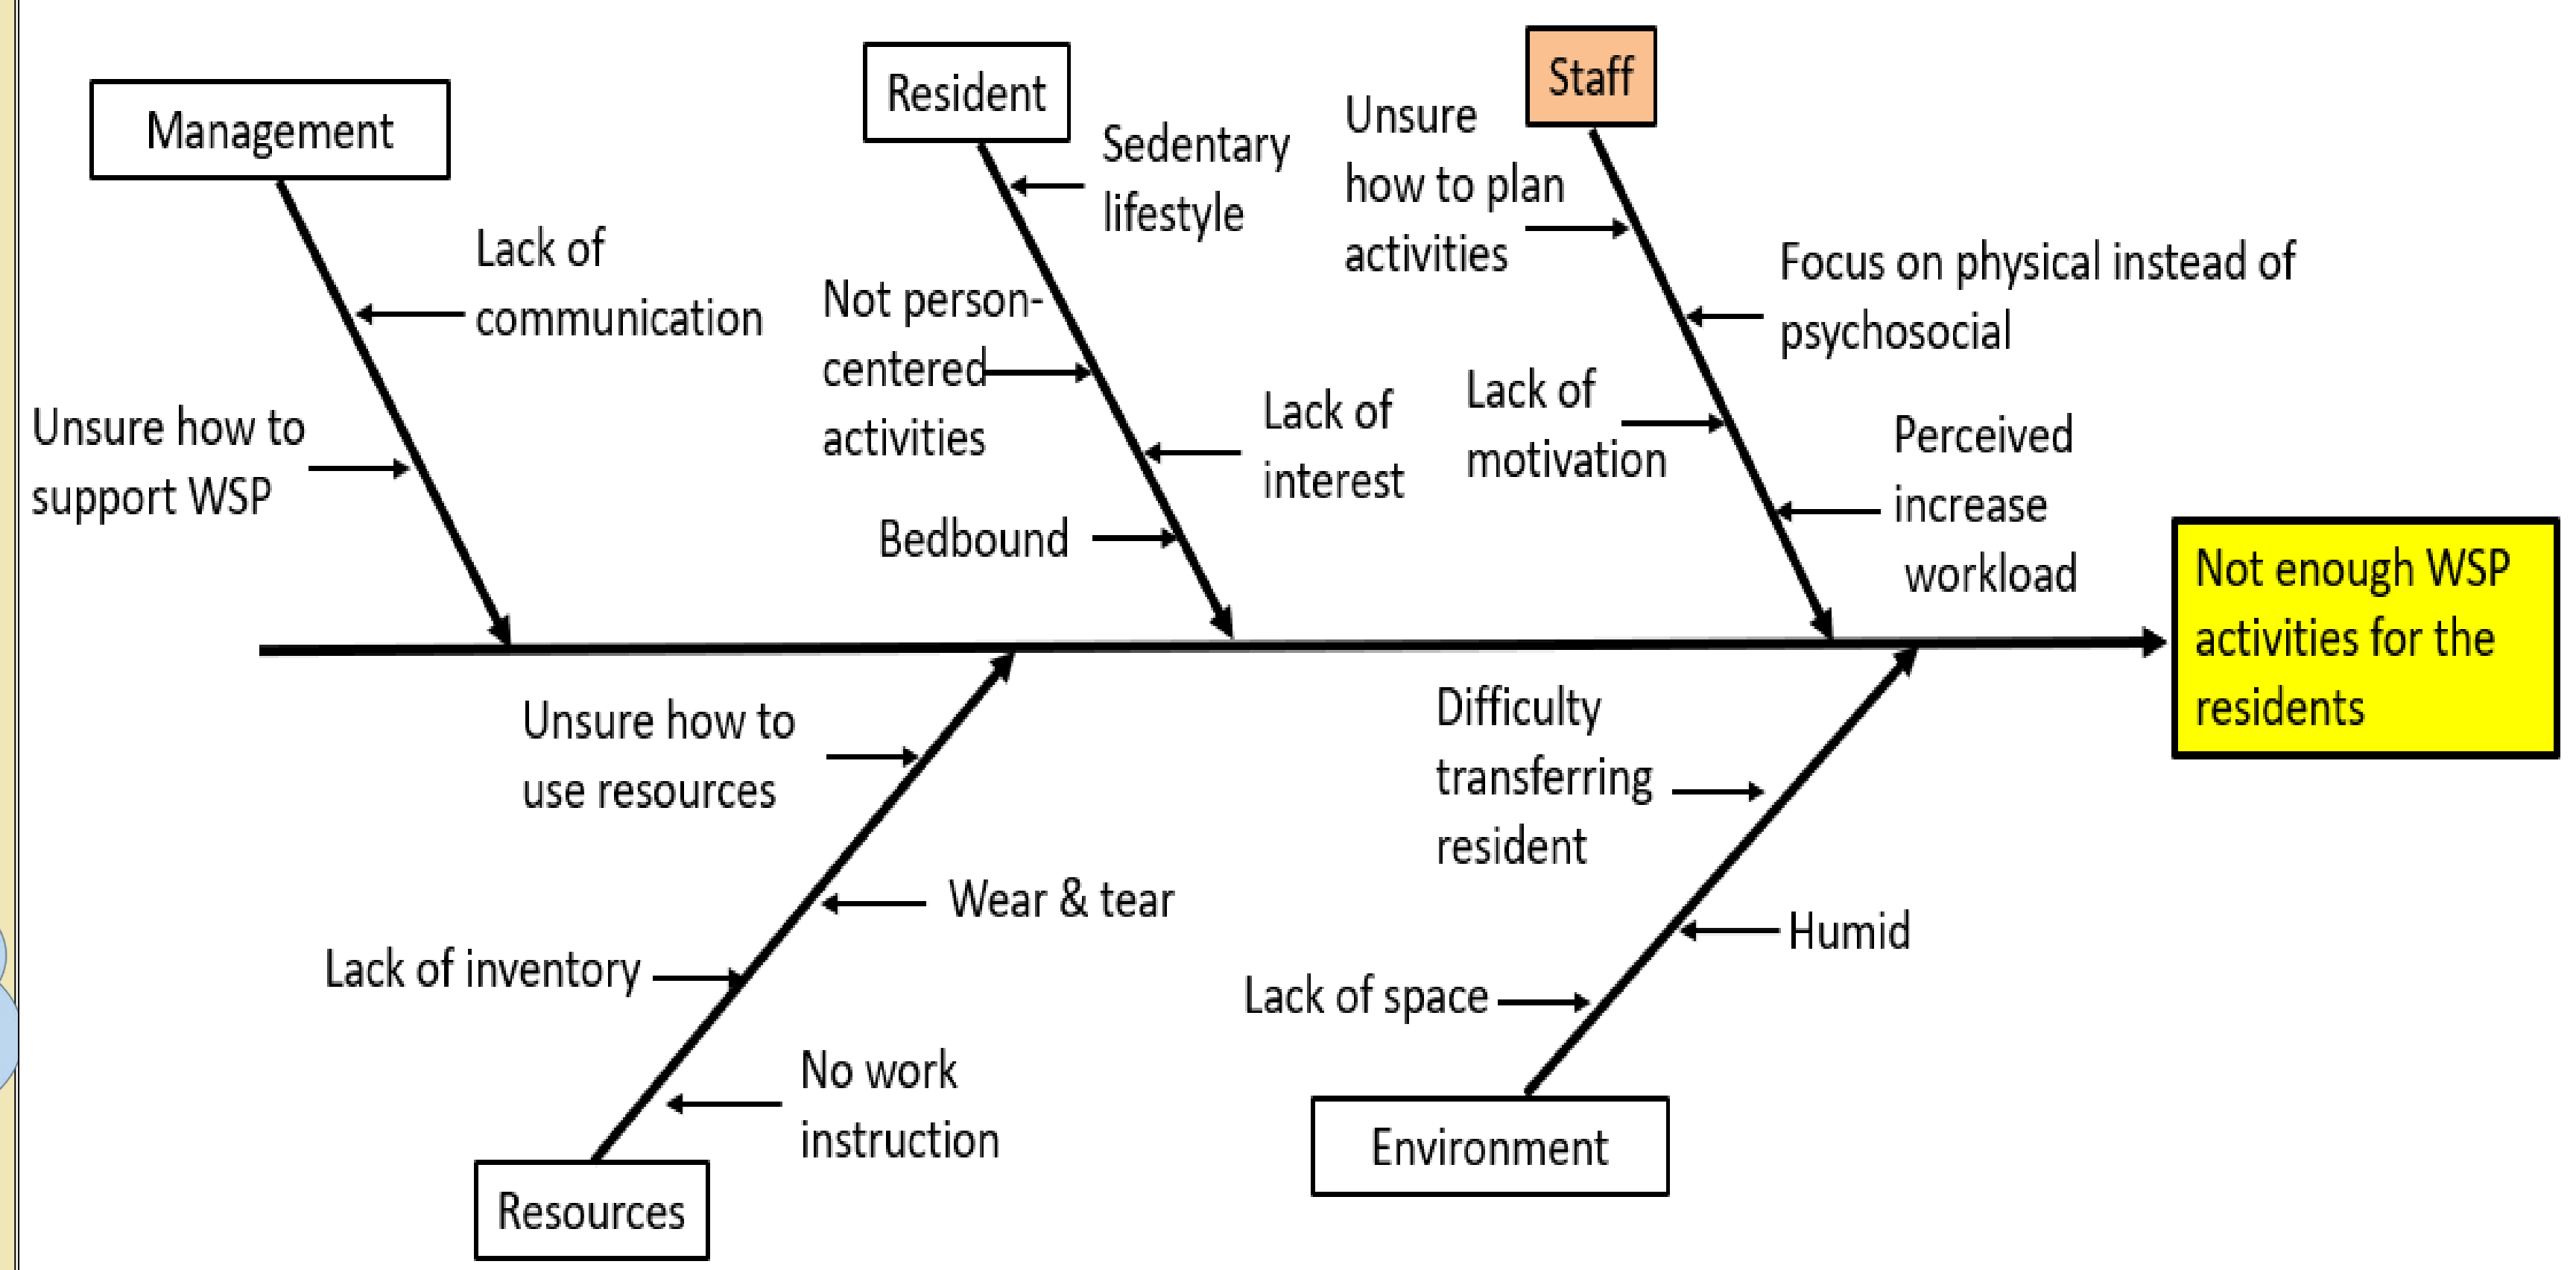 Management
Lack of
communication
Unsure how to
support WSP
Resident
Sedentary
lifestyle
Not person-
centered
activities
Lack of
interest
Bedbound
Staff
Unsure
how to plan
activities
Focus on physical instead of
psychosocial
Lack of
motivation
Perceived
increase
workload
Not enough WSP
activities for the
residents
Unsure how to
use resources
Wear & tear
Lack of inventory
No work
instruction
Resources
Difficulty
transferring
resident
Humid
Lack of space
Environment